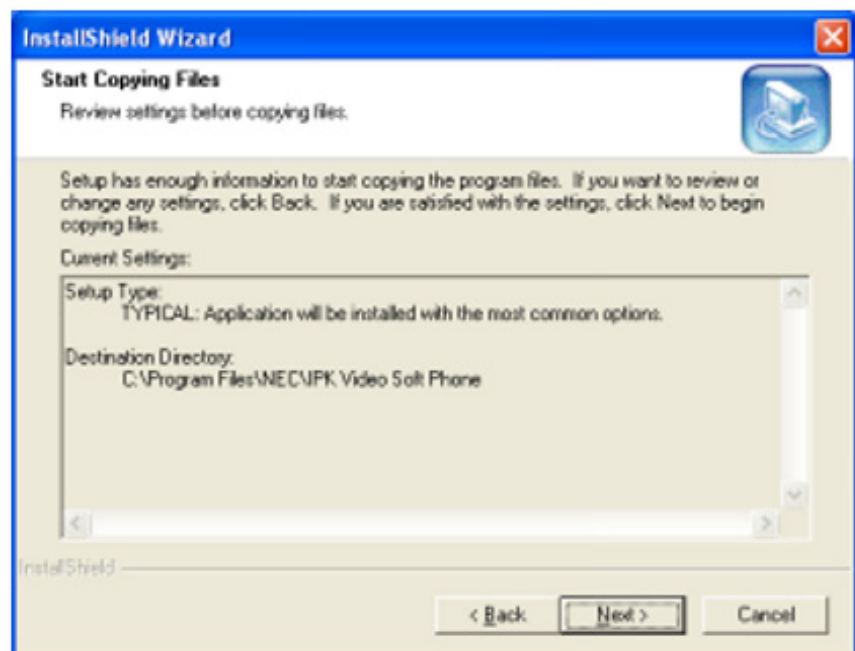 InstallShield Wizard
Start Copying Files
Review settings before copying files.
Setup has enough information to start copying the program files. If you want to review or
change any settings, click Back. If you are satisfied with the settings, click Next to begin
copying files.
Current Settings:
Setup Type:
TYPICAL: Application will be installed with the most common options.
Destination Directory:
C:\Program Files\NEC\IPK Video Soft Phone
InstallShield
< Back
Next >
Cancel